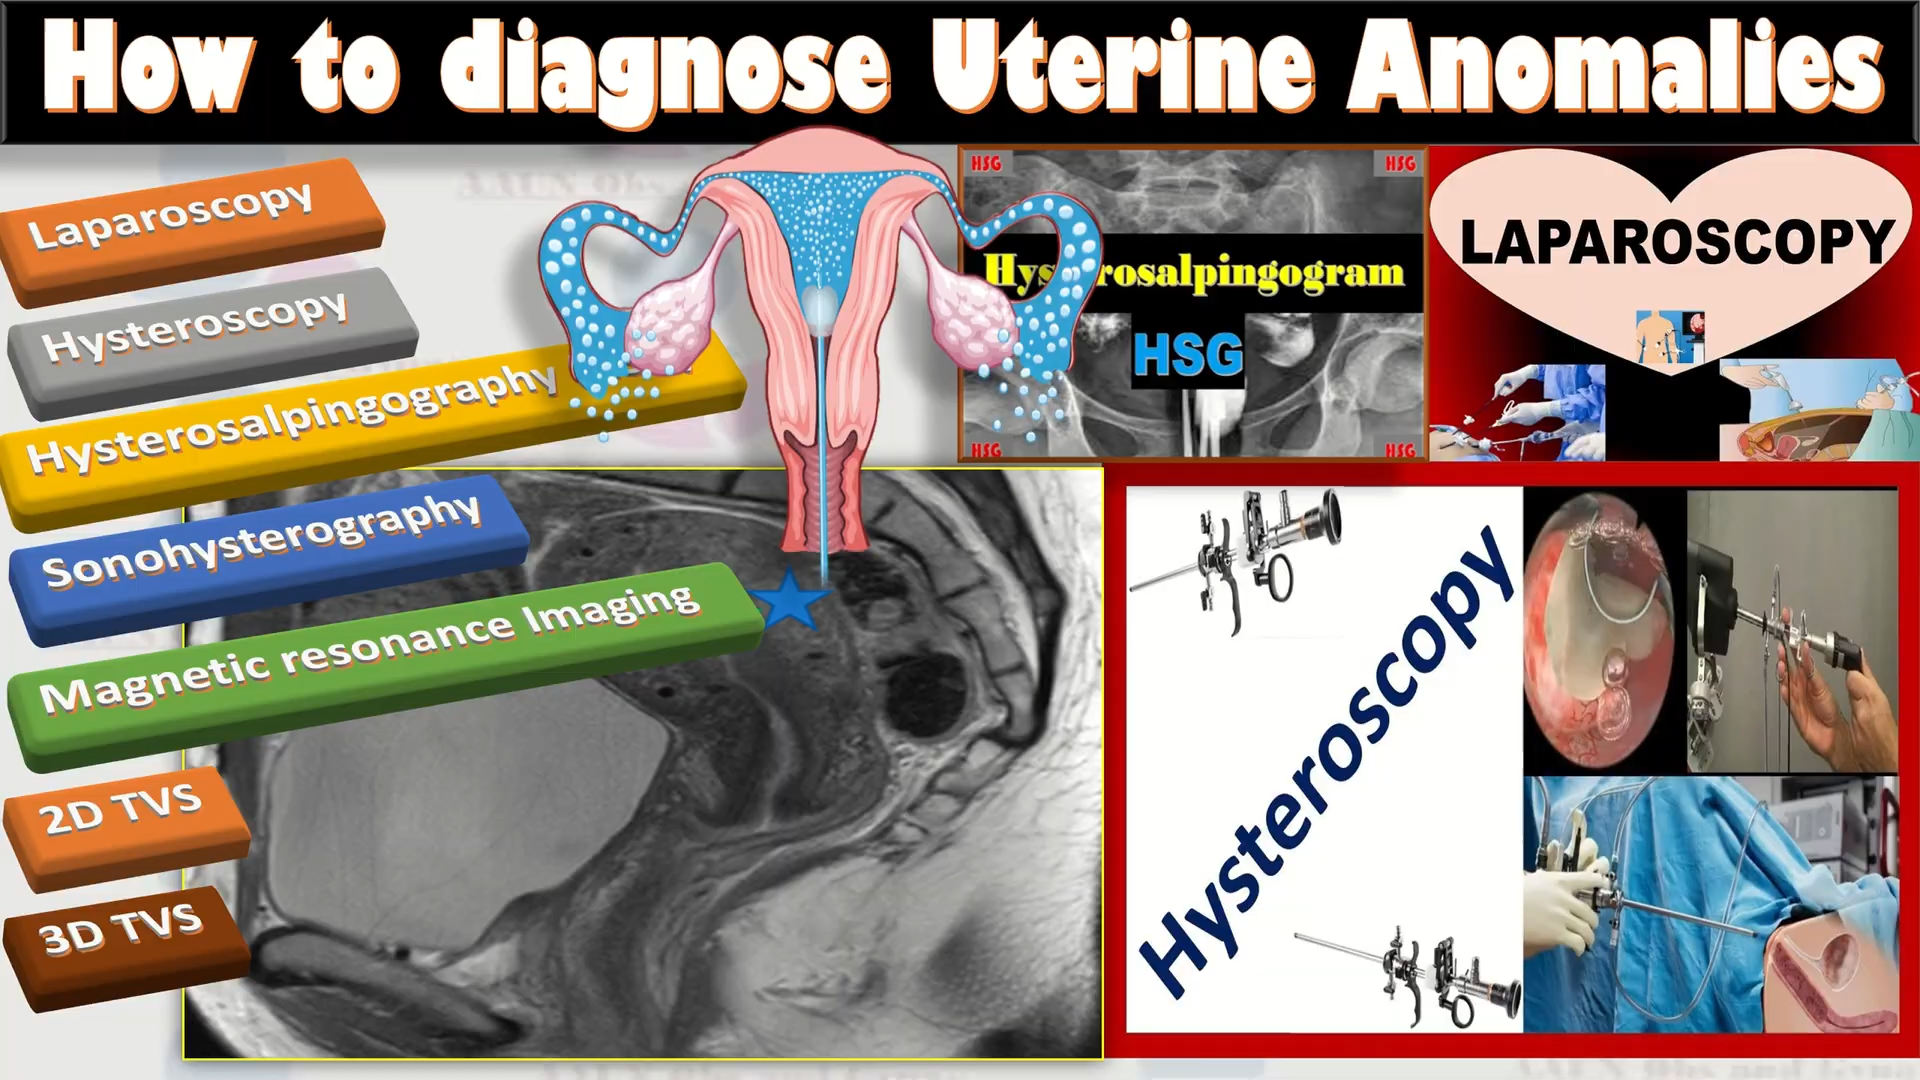 How to diagnose Uterine Anomalies
Laparoscopy
Hysteroscopy
Hysterosalpingography
Sonohysterography
Magnetic resonance Imaging
2D TVS
3D TVS
HSG
HSG
Hysterosalpingogram
HSG
HSG
HSG
LAPAROSCOPY
Hysteroscopy